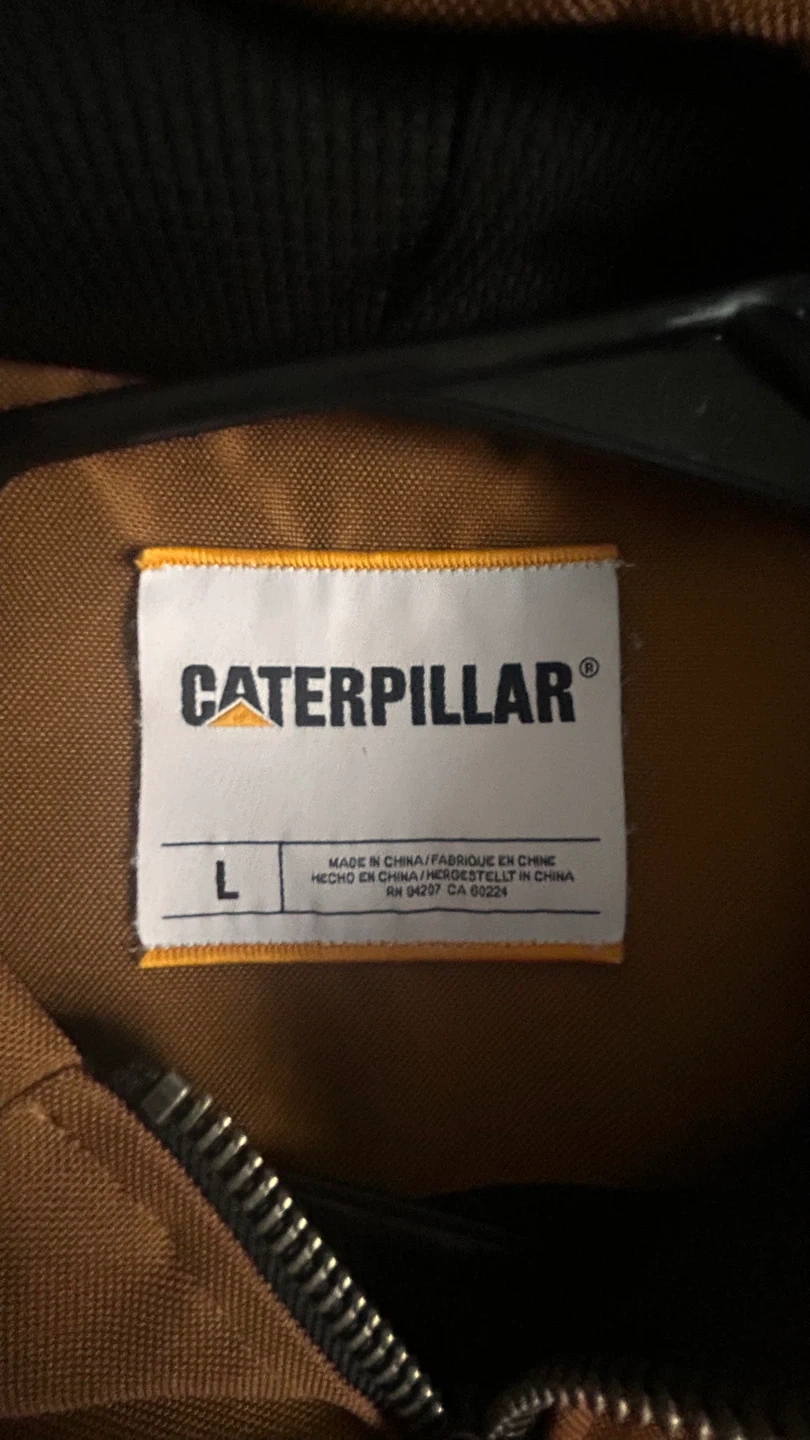 CATERPILLAR®
L
MADE IN CHINA/FABRIQUE EN CHINE
HECHO EN CHINA/HERGESTELLT IN CHINA
RN 94207 CA 60224